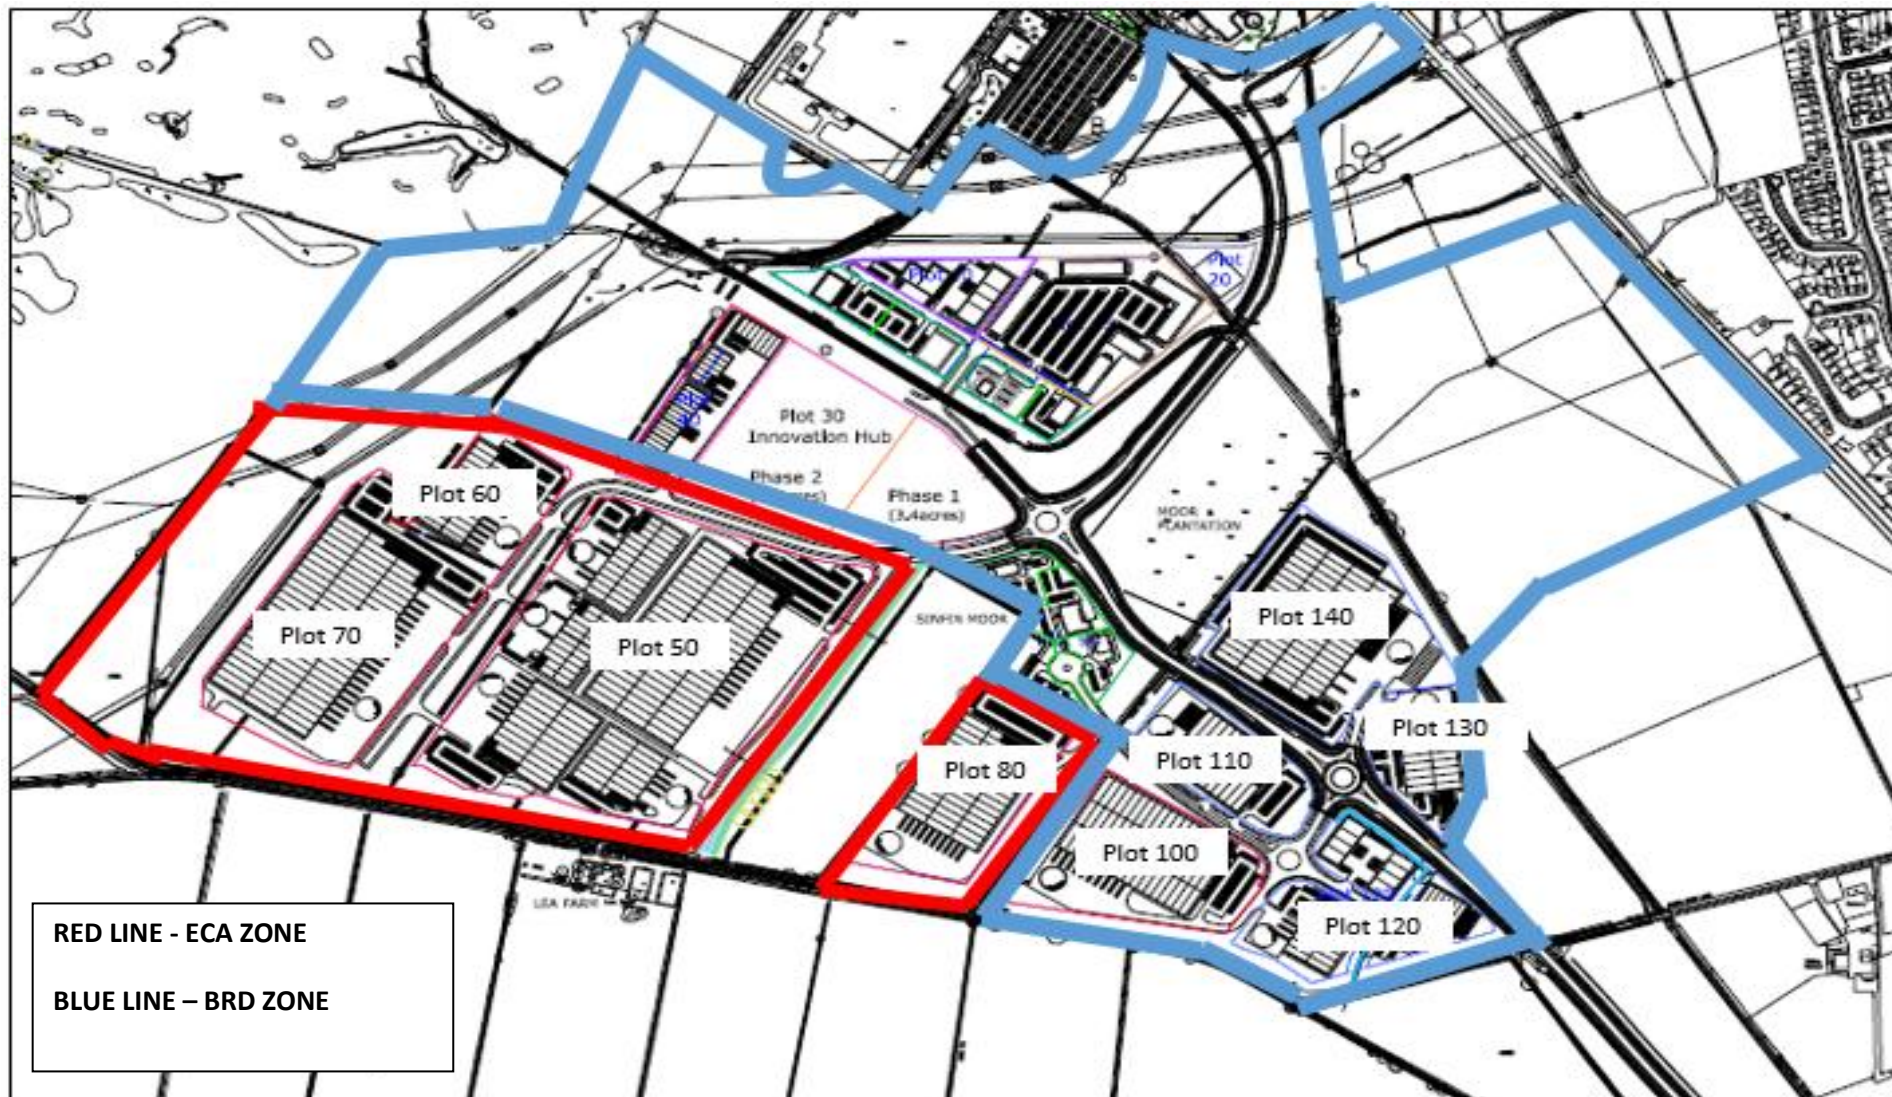 Plot
20
Plot 30
Innovation Hub
Phase 2
Phase 1
(3.4acres)
MOOR
PLANTATION
Plot 60
Plot 70
Plot 50
SINFIN MOOR
Plot 140
Plot 130
Plot 110
Plot 80
Plot 100
Plot 120
LEA FARM
RED LINE - ECA ZONE
BLUE LINE – BRD ZONE